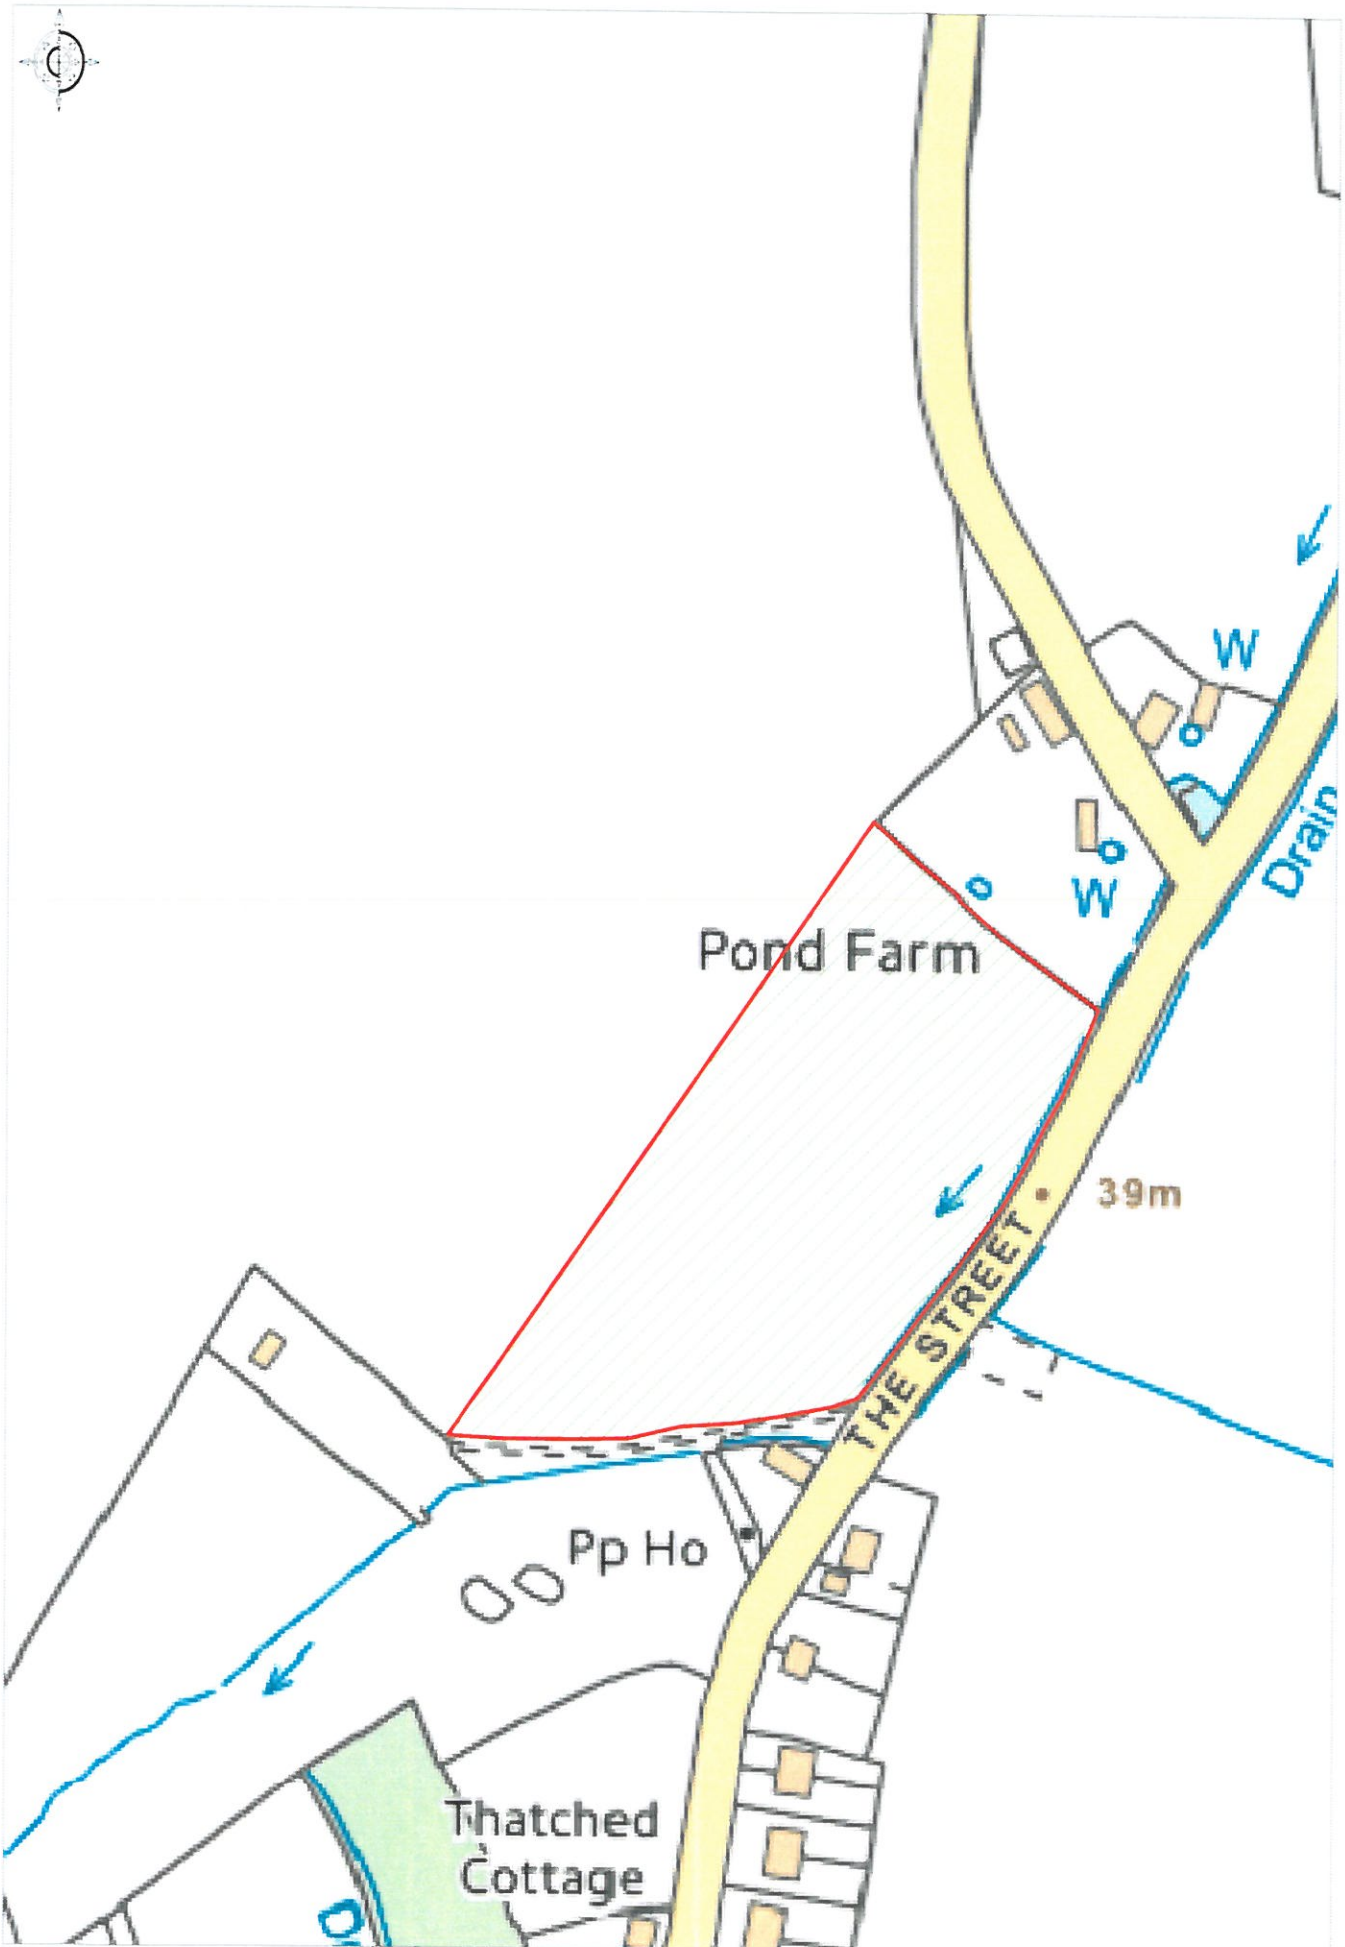 W
Drain
W
Pond Farm
39m
THE STREET
Pp Ho
Thatched
Cottage